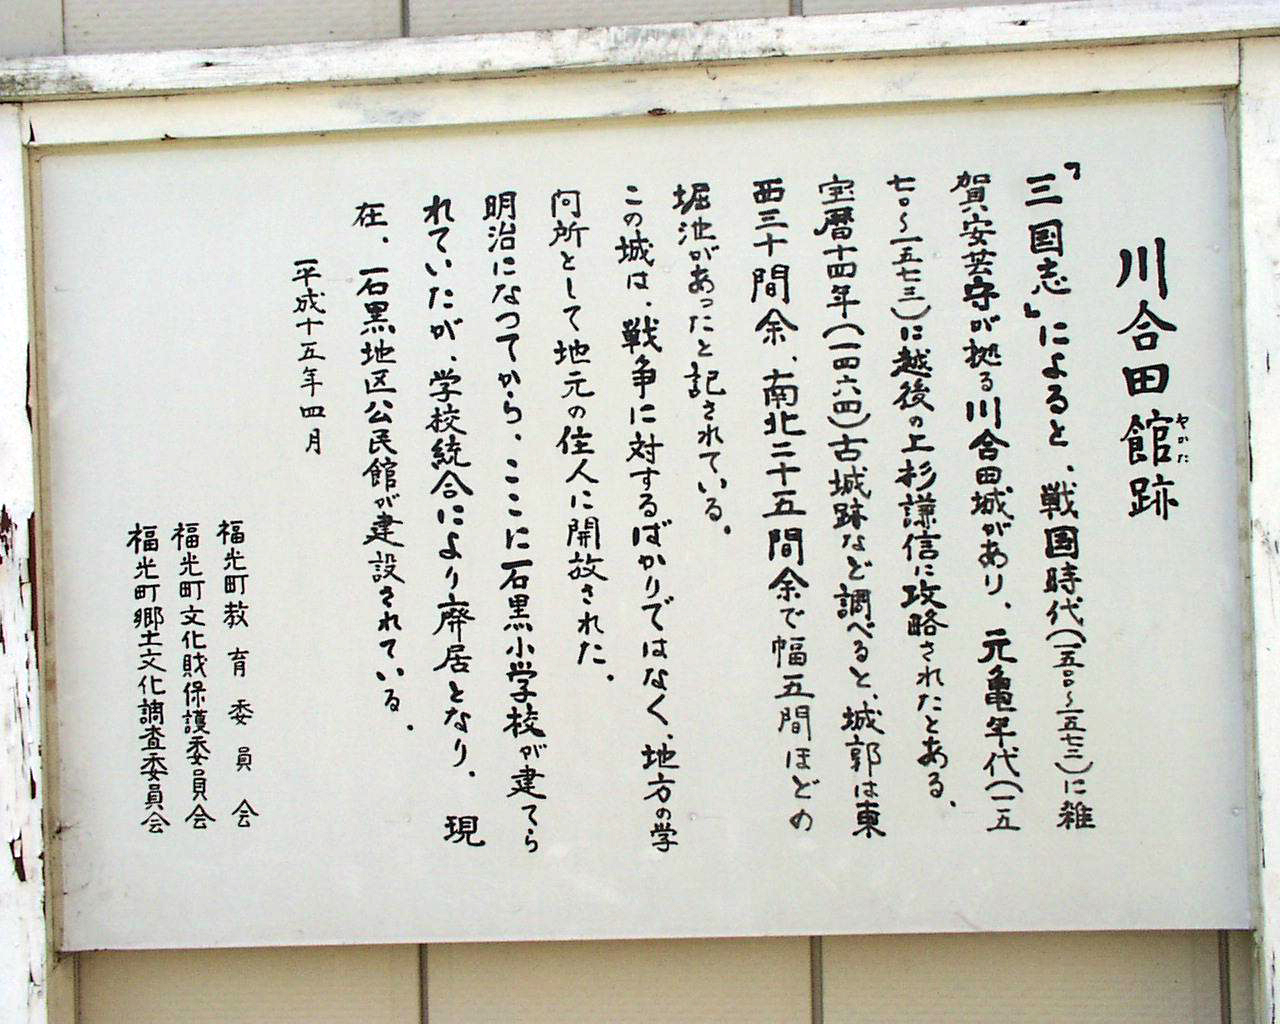 川合田館跡
やかた
『三国志』によると、戦国時代(一五〇〇~一五七二)に雑
賀安芸守が拠る川合田城があり、元亀年代(一五
七〇~一五七三)に越後の上杉謙信に攻略されたとある、
宝暦十四年(一四六四)古城跡など調べると、城郭は東
西三十間余、南北二十五間余で幅五間ほどめ
堀池があったと記されている。
この城は、戦争に対するばかりではなく、地方の学
問所として地元の住人に開放された。
明治になってから、ここに石黒小学校が建てら
れていたが、学校統合により廃居となり、現
在、石黒地区公民館が建設されている。
平成十五年四月
福光町教育委員会
福光町文化財保護委員会
福光町郷土文化調査委員会